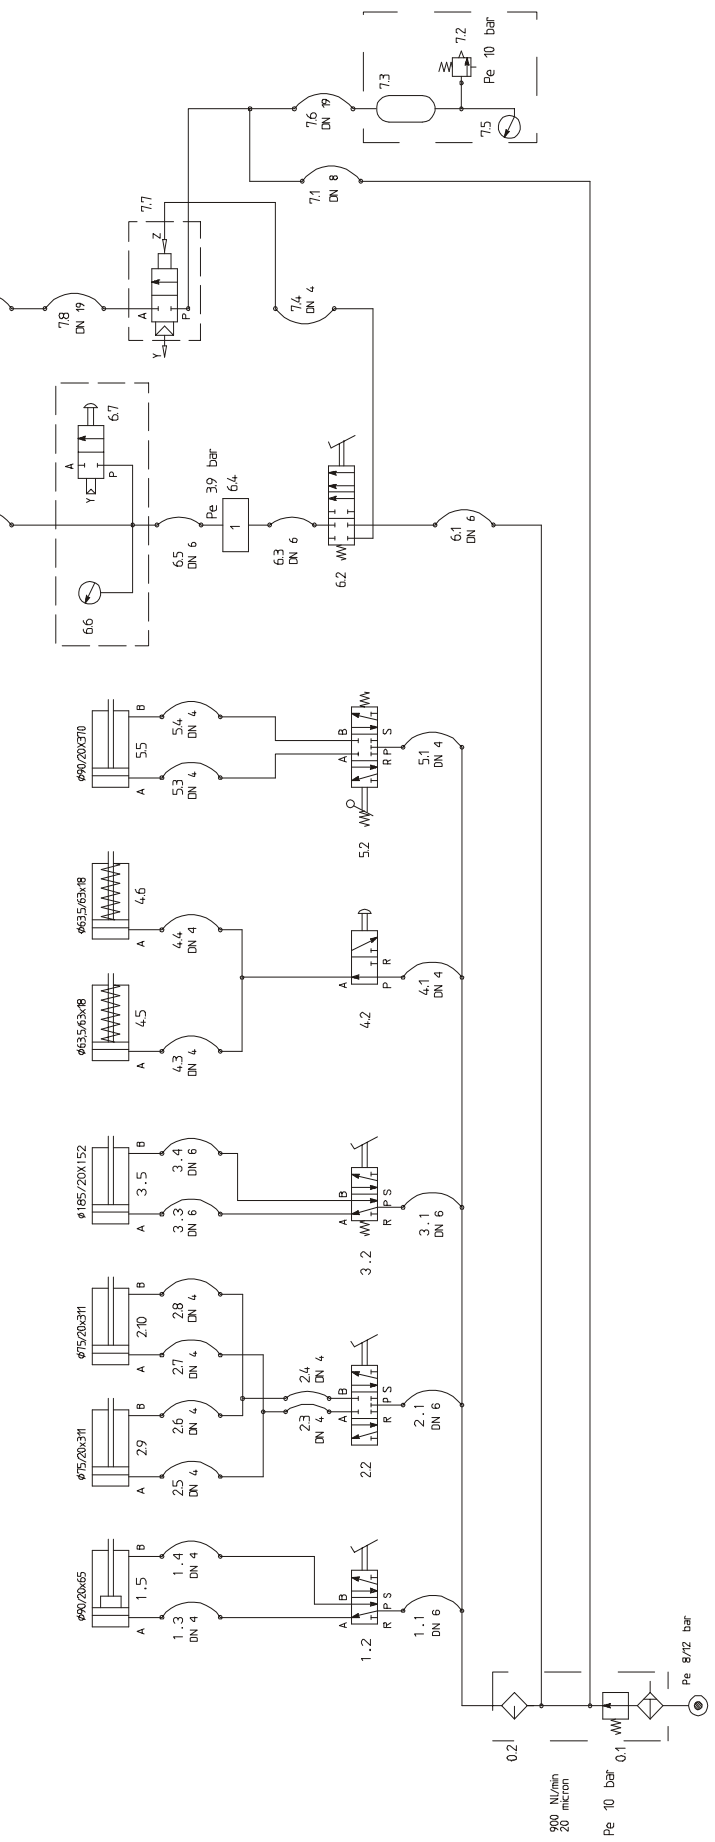 7.2
Pe 10 bar
7.3
7.5
7.6
DN 19
7.1
DN 8
7.7
Z
A
P
Y
7.8
DN 19
7.4
DN 4
6.7
A
P
Y
6.6
6.5
DN 6
Pe 3.9 bar
6.4
1
6.3
DN 6
6.2
6.1
DN 6
ø90/20X370
A
5.5
B
5.3
DN 4
5.4
DN 4
A
B
R
P
S
5.2
5.1
DN 4
ø63,5/63x18
A
4.6
4.4
DN 4
ø63,5/63x18
A
4.5
4.3
DN 4
A
P
R
4.2
4.1
DN 4
ø185/20X152
A
3.5
B
3.3
DN 6
3.4
DN 6
A
B
R
P
S
3.2
3.1
DN 6
ø75/20x311
A
2.10
B
2.7
DN 4
2.8
DN 4
ø75/20x311
A
2.9
B
2.5
DN 4
2.6
DN 4
2.3
DN 4
2.4
DN 4
A
B
R
P
S
2.2
2.1
DN 6
ø90/20x65
A
1.5
B
1.3
DN 4
1.4
DN 4
A
B
R
P
S
1.2
1.1
DN 6
0.2
0.1
900 Nl/min
20 micron
Pe 10 bar
Pe 8/12 bar